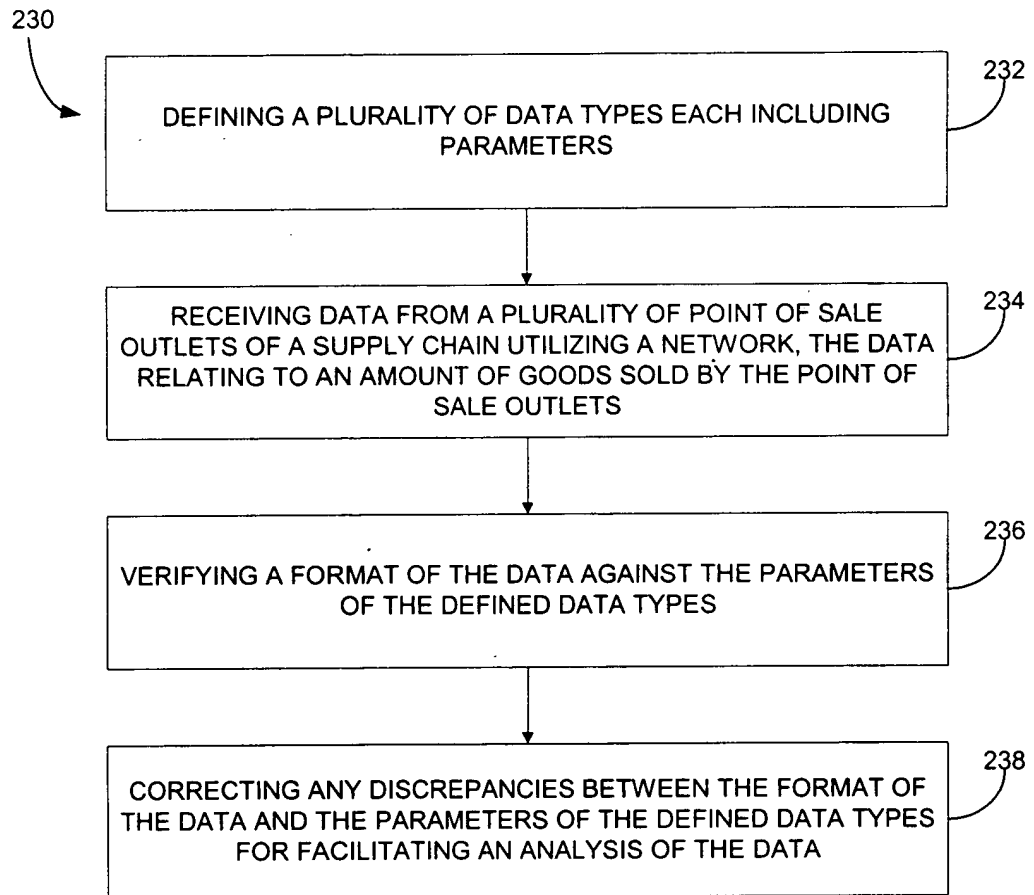 230
232
DEFINING A PLURALITY OF DATA TYPES EACH INCLUDING
PARAMETERS
234
RECEIVING DATA FROM A PLURALITY OF POINT OF SALE
OUTLETS OF A SUPPLY CHAIN UTILIZING A NETWORK, THE DATA
RELATING TO AN AMOUNT OF GOODS SOLD BY THE POINT OF
SALE OUTLETS
236
VERIFYING A FORMAT OF THE DATA AGAINST THE PARAMETERS
OF THE DEFINED DATA TYPES
238
CORRECTING ANY DISCREPANCIES BETWEEN THE FORMAT OF
THE DATA AND THE PARAMETERS OF THE DEFINED DATA TYPES
FOR FACILITATING AN ANALYSIS OF THE DATA